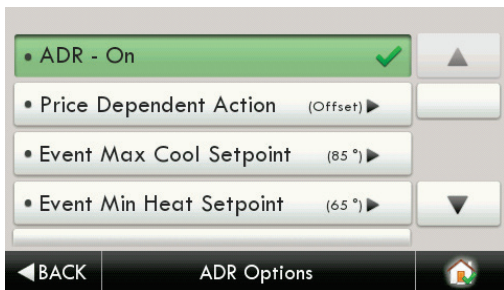 • ADR - On
• Price Dependent Action (Offset)▶
• Event Max Cool Setpoint (85°)▶
• Event Min Heat Setpoint (65°)▶
◀BACK ADR Options